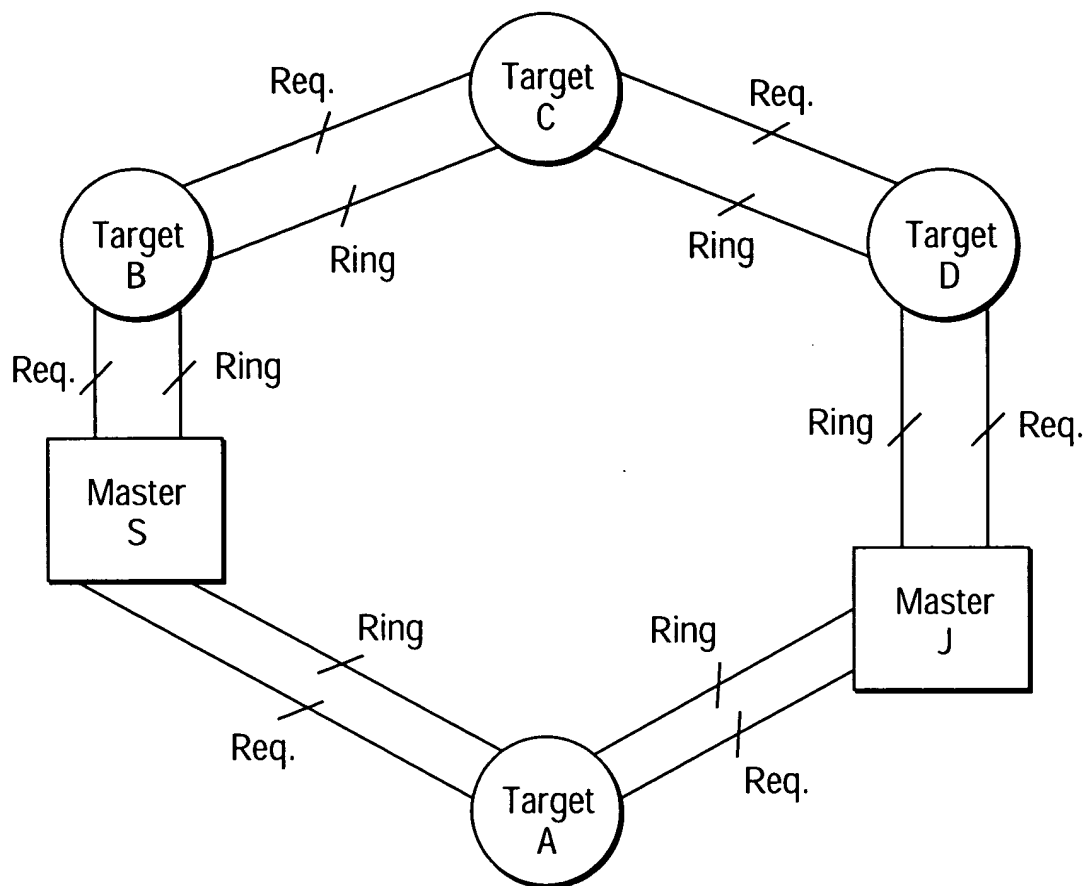 Target
C
Req.
Req.
Ring
Ring
Target
B
Target
D
Req.
Ring
Ring
Req.
Master
S
Master
J
Ring
Ring
Req.
Req.
Target
A